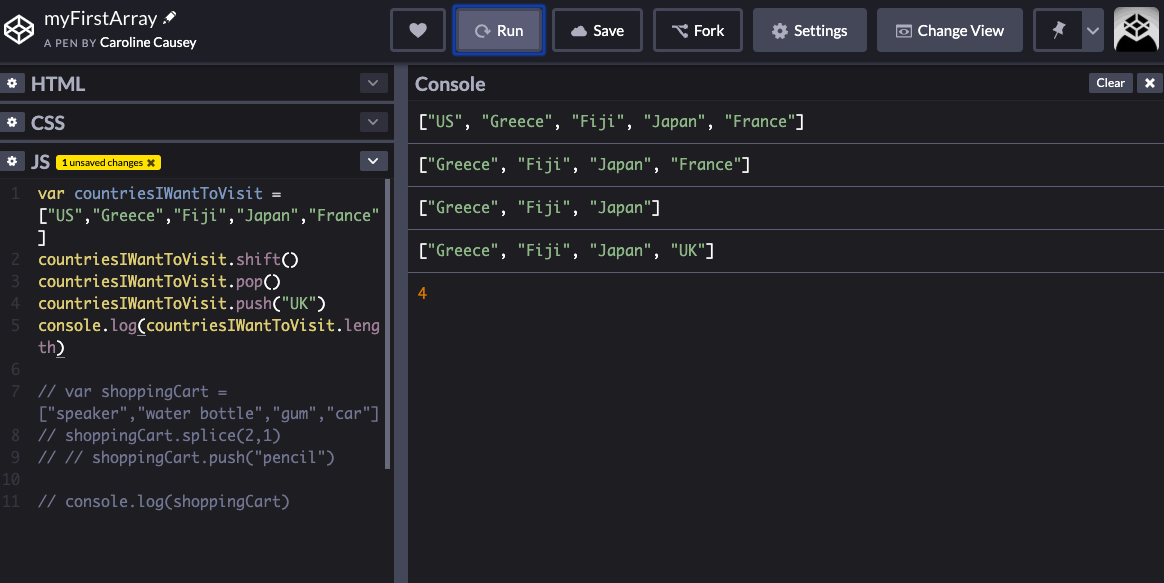 myFirstArray
A PEN BY Caroline Causey
Run
Save
Fork
Settings
Change View
HTML
CSS
JS 1 unsaved changes ×
1 var countriesIWantToVisit =
["US","Greece","Fiji","Japan","France"
]
2 countriesIWantToVisit.shift()
3 countriesIWantToVisit.pop()
4 countriesIWantToVisit.push("UK")
5 console.log(countriesIWantToVisit.leng
th)
6
7 // var shoppingCart =
["speaker","water bottle","gum","car"]
8 // shoppingCart.splice(2,1)
9 // // shoppingCart.push("pencil")
10
11 // console.log(shoppingCart)
Console
Clear ×
["US", "Greece", "Fiji", "Japan", "France"]
["Greece", "Fiji", "Japan", "France"]
["Greece", "Fiji", "Japan"]
["Greece", "Fiji", "Japan", "UK"]
4